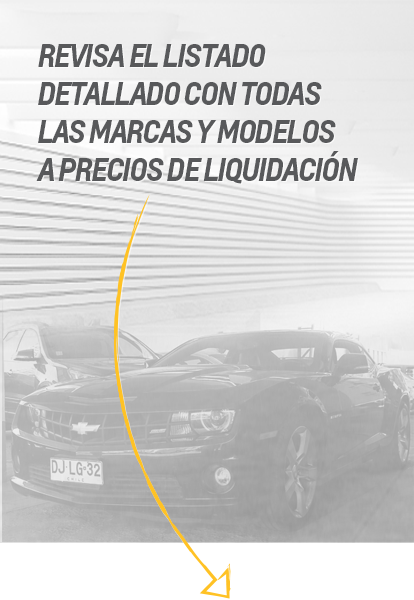 REVISA EL LISTADO
DETALLADO CON TODAS
LAS MARCAS Y MODELOS
A PRECIOS DE LIQUIDACIÓN
DJ·LG·32
CHILE